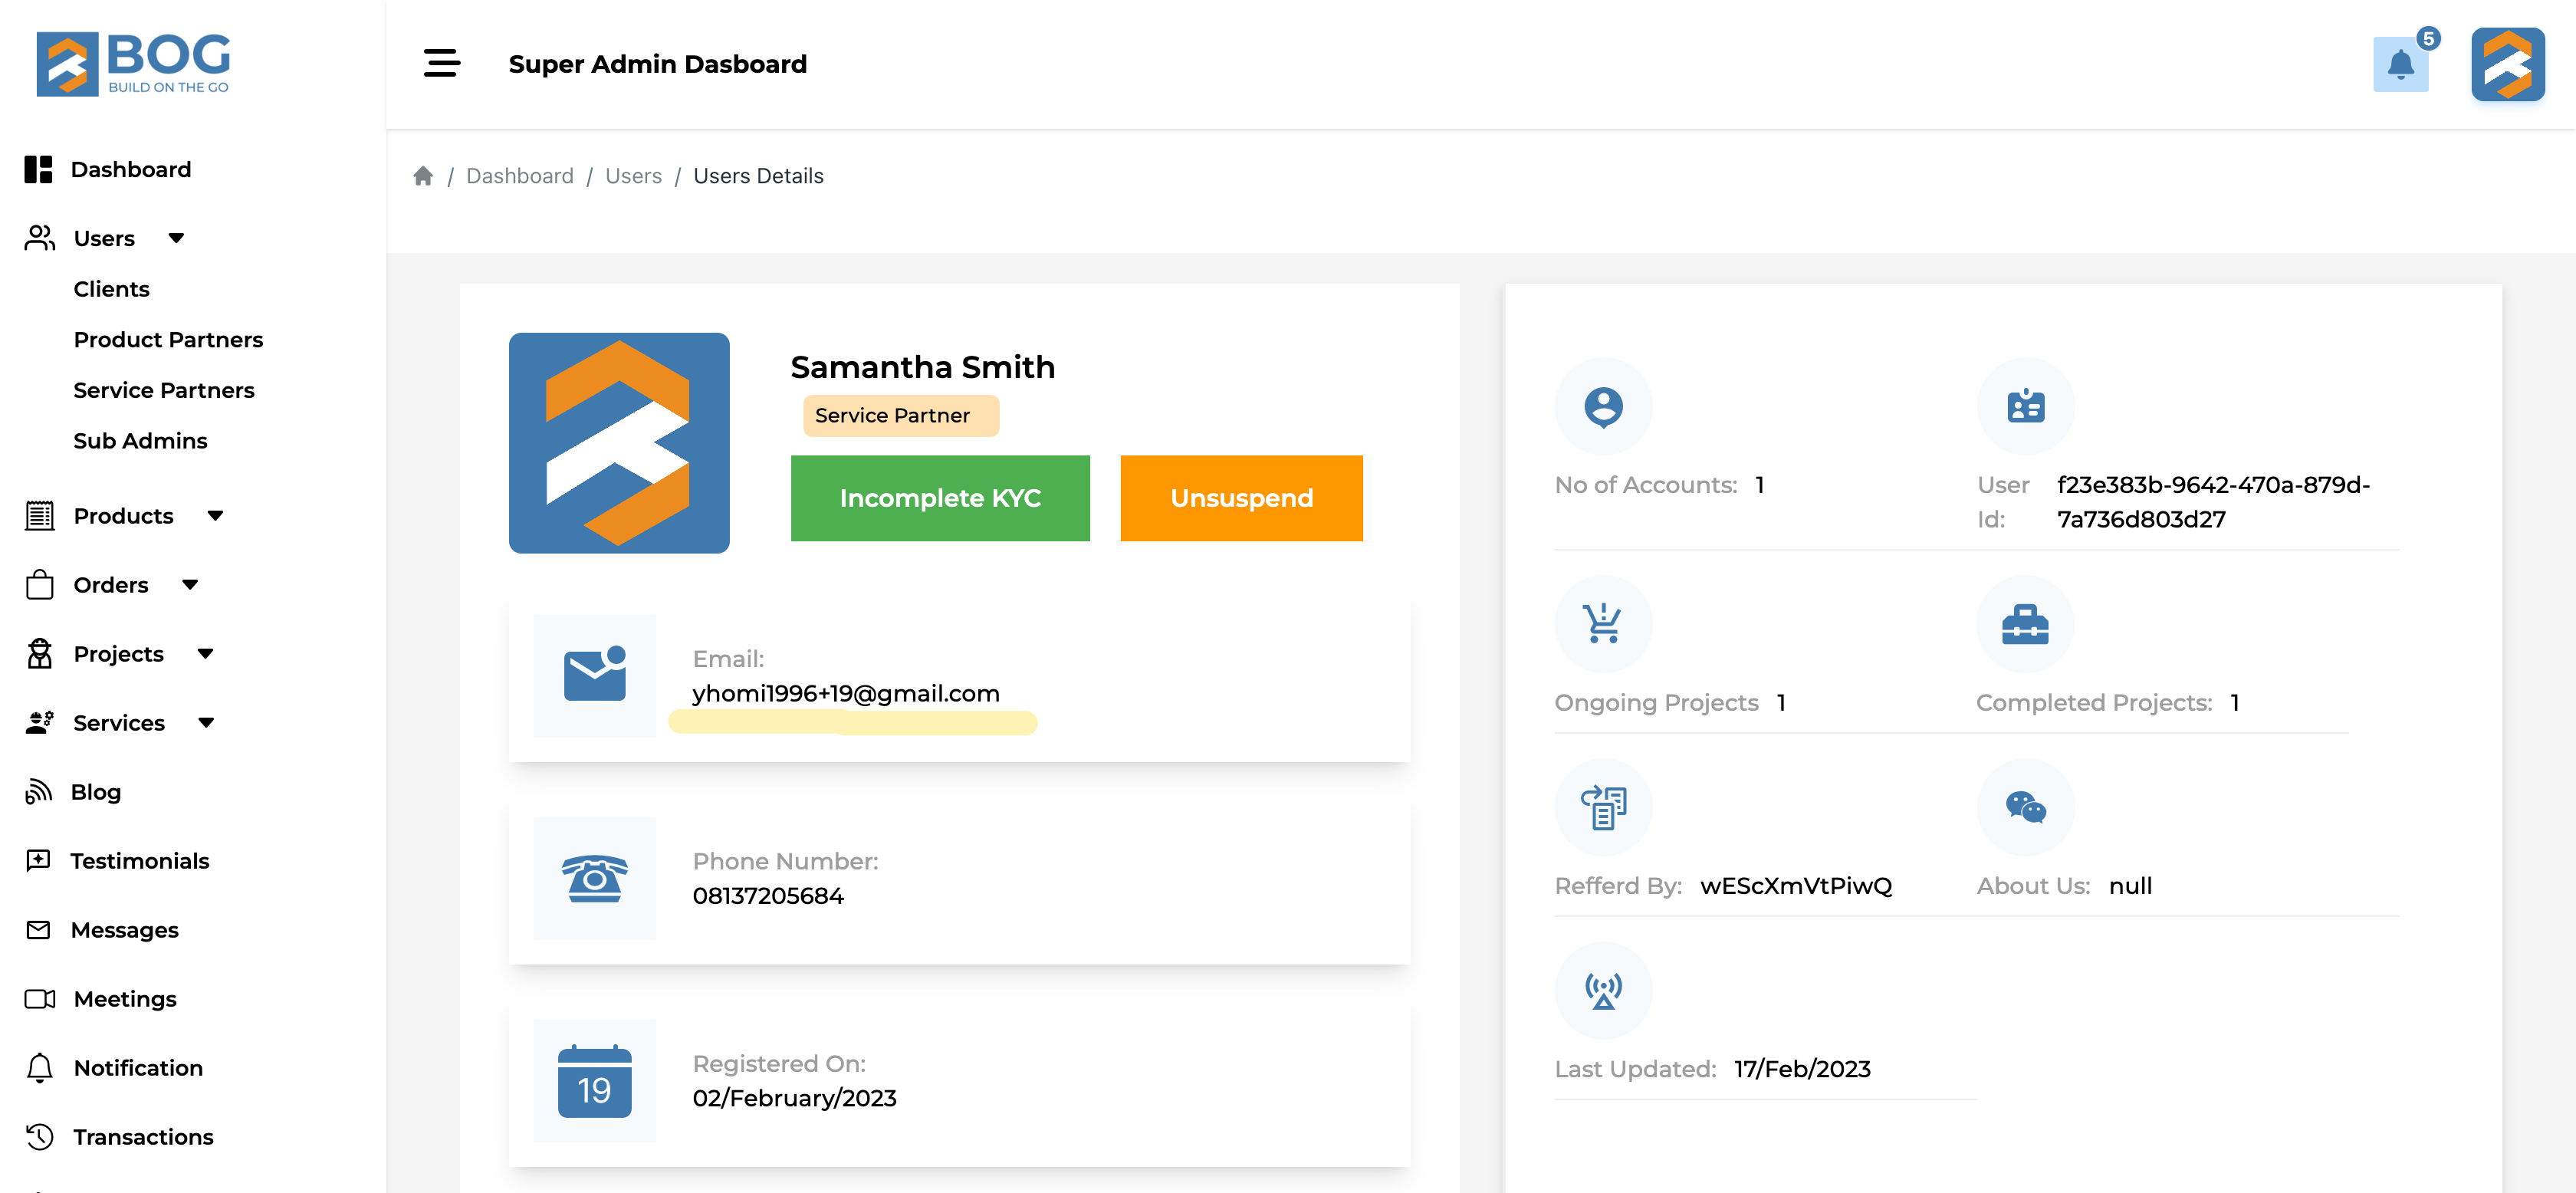 BOG
BUILD ON THE GO
Super Admin Dasboard
5
Dashboard
Users
Clients
Product Partners
Service Partners
Sub Admins
Products
Orders
Projects
Services
Blog
Testimonials
Messages
Meetings
Notification
Transactions
/ Dashboard / Users / Users Details
Samantha Smith
Service Partner
Incomplete KYC
Unsuspend
Email:
yhomi1996+19@gmail.com
Phone Number:
08137205684
19
Registered On:
02/February/2023
No of Accounts: 1
User Id: f23e383b-9642-470a-879d-
7a736d803d27
Ongoing Projects 1
Completed Projects: 1
Refferd By: wEScXmVtPiwQ
About Us: null
Last Updated: 17/Feb/2023